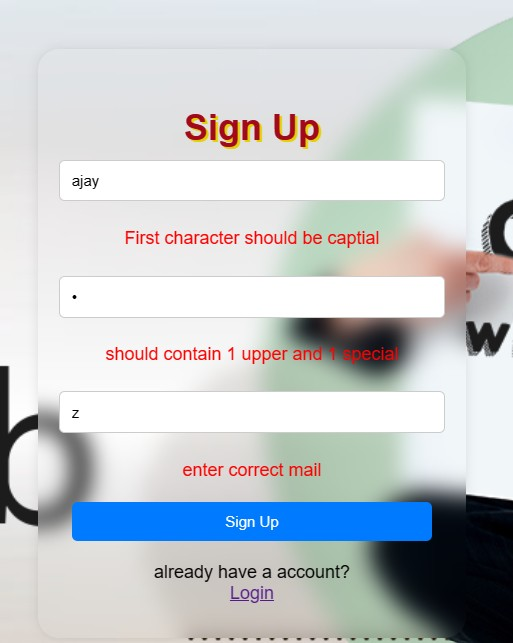 Sign Up
ajay
First character should be captial
•
should contain 1 upper and 1 special
z
enter correct mail
Sign Up
already have a account?
Login
b